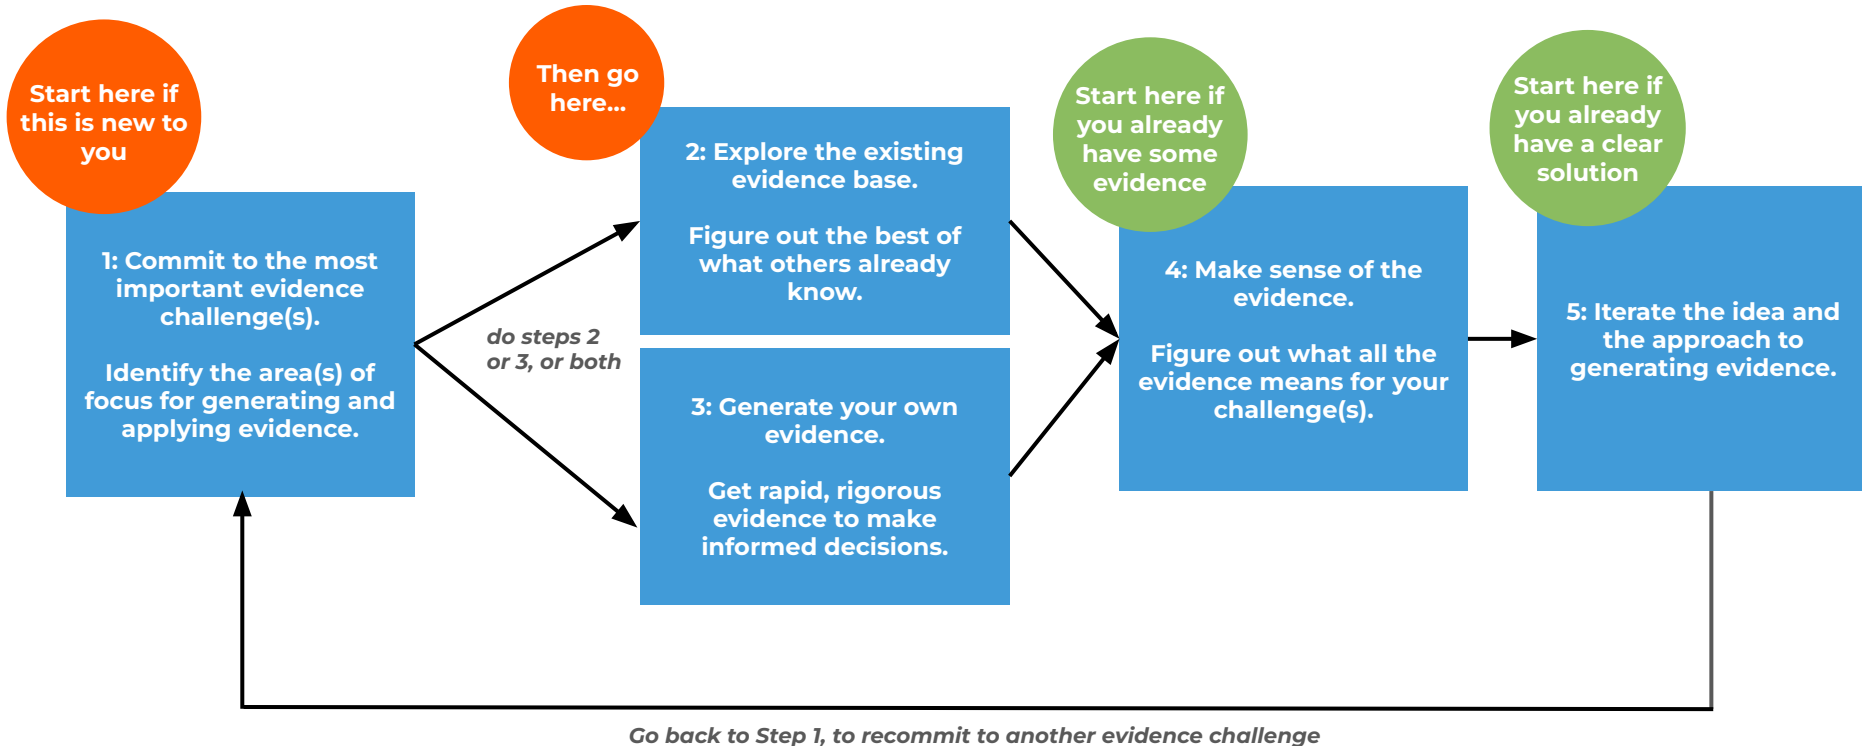 Start here if
this is new to
you
1: Commit to the most
important evidence
challenge(s).
Identify the area(s) of
focus for generating and
applying evidence.
do steps 2
or 3, or both
Then go
here...
2: Explore the existing
evidence base.
Figure out the best of
what others already
know.
3: Generate your own
evidence.
Get rapid, rigorous
evidence to make
informed decisions.
Start here if
you already
have some
evidence
4: Make sense of the
evidence.
Figure out what all the
evidence means for your
challenge(s).
Start here if
you already
have a clear
solution
5: Iterate the idea and
the approach to
generating evidence.
Go back to Step 1, to recommit to another evidence challenge